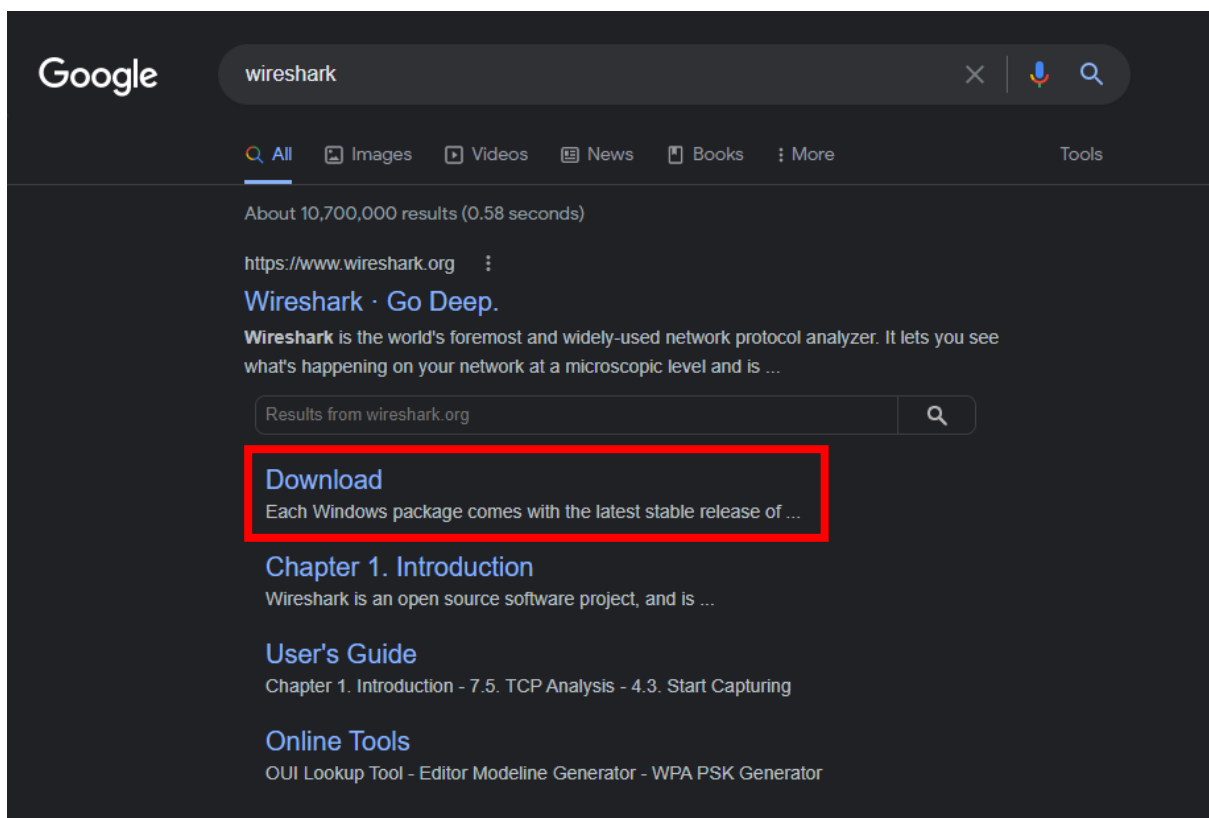 Google
wireshark
All Images Videos News Books More Tools
About 10,700,000 results (0.58 seconds)
https://www.wireshark.org
Wireshark · Go Deep.
Wireshark is the world's foremost and widely-used network protocol analyzer. It lets you see
what's happening on your network at a microscopic level and is ...
Results from wireshark.org
Download
Each Windows package comes with the latest stable release of ...
Chapter 1. Introduction
Wireshark is an open source software project, and is ...
User's Guide
Chapter 1. Introduction - 7.5. TCP Analysis - 4.3. Start Capturing
Online Tools
OUI Lookup Tool - Editor Modeline Generator - WPA PSK Generator